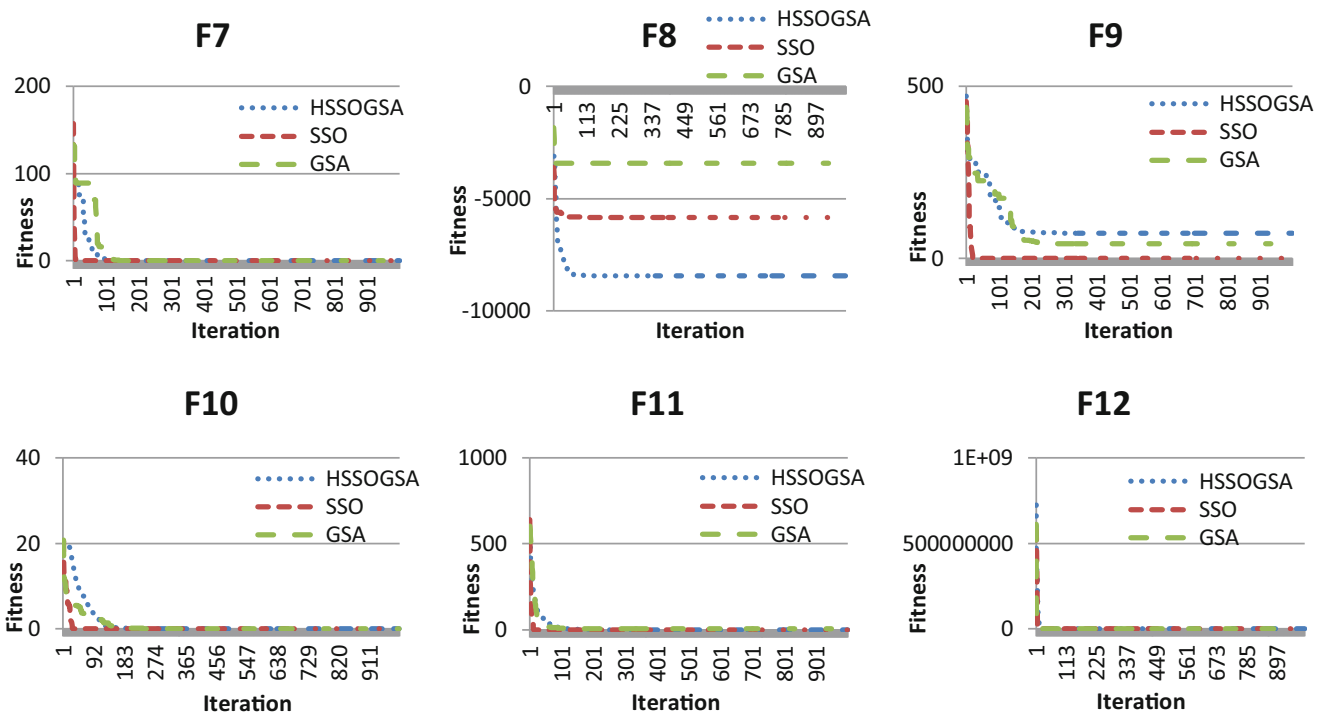 F7
200
100
0
Fitness
HSSOGSA
SSO
GSA
1
101
201
301
401
501
601
701
801
901
Iteration
F8
HSSOGSA
SSO
GSA
0
-5000
-10000
Fitness
1
113
225
337
449
561
673
785
897
Iteration
F9
500
0
Fitness
HSSOGSA
SSO
GSA
1
101
201
301
401
501
601
701
801
901
Iteration
F10
40
20
0
Fitness
HSSOGSA
SSO
GSA
1
92
183
274
365
456
547
638
729
820
911
Iteration
F11
1000
500
0
Fitness
HSSOGSA
SSO
GSA
1
101
201
301
401
501
601
701
801
901
Iteration
F12
1E+09
500000000
0
Fitness
HSSOGSA
SSO
GSA
1
113
225
337
449
561
673
785
897
Iteration